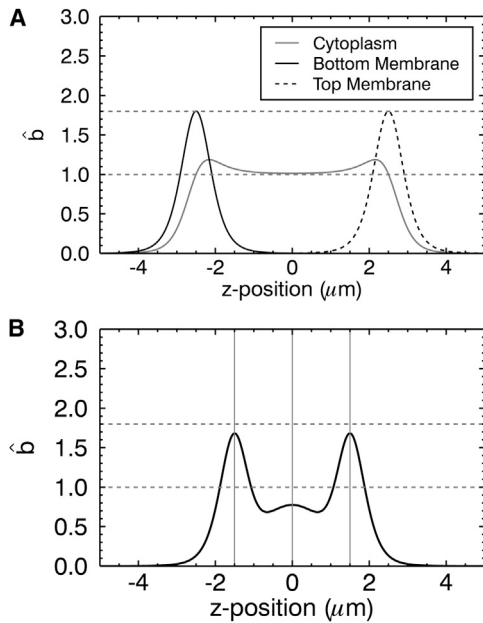 A
3.0
2.5
2.0
1.5
1.0
0.5
0.0
b̂
Cytoplasm
Bottom Membrane
Top Membrane
-4 -2 0 2 4
z-position (μm)
B
3.0
2.5
2.0
1.5
1.0
0.5
0.0
b̂
-4 -2 0 2 4
z-position (μm)